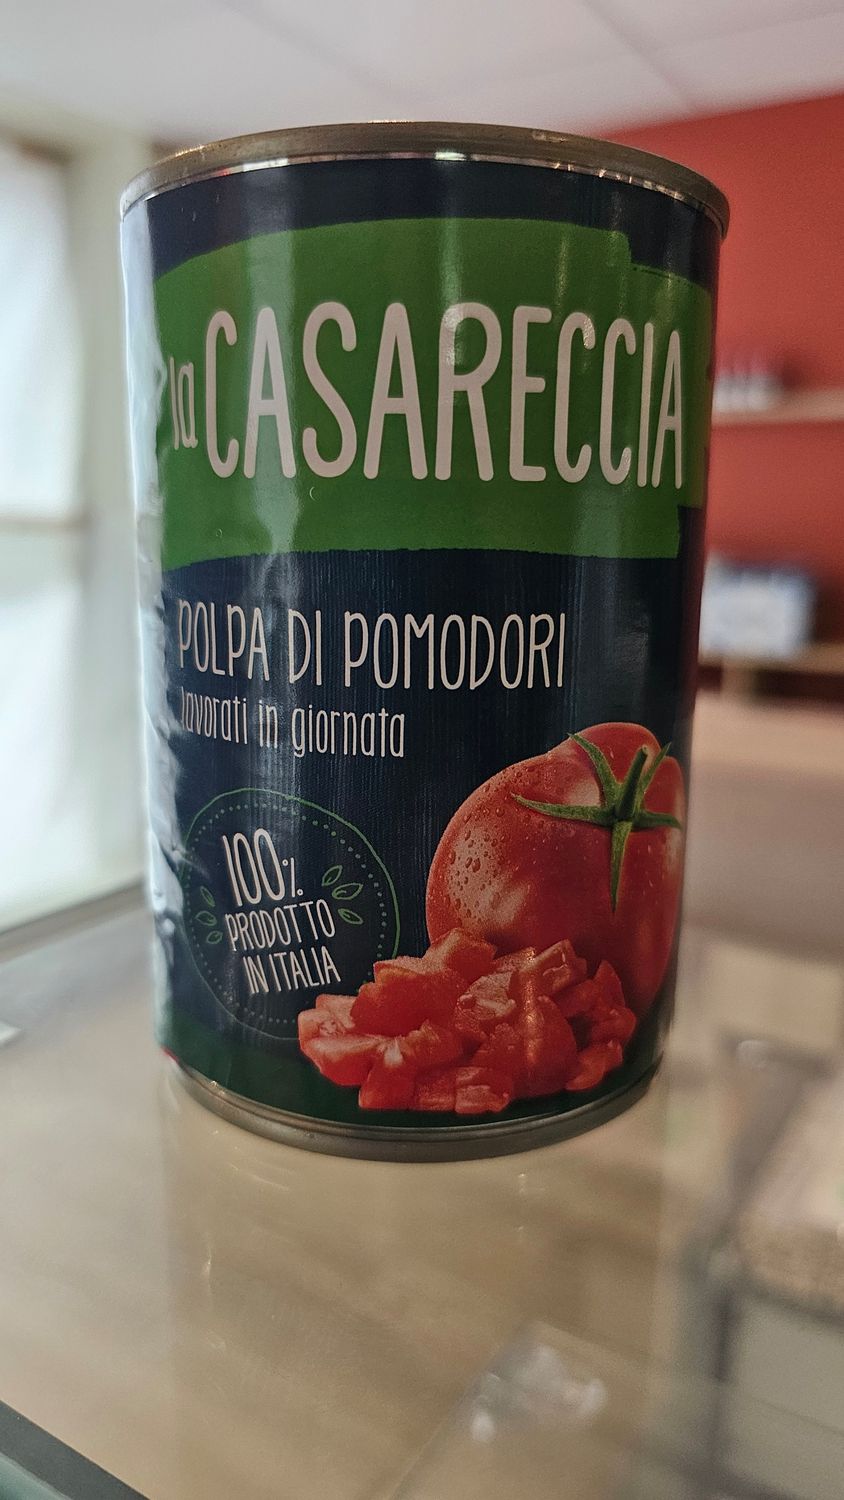 la CASARECCIA
POLPA DI POMODORI
lavorati in giornata
100%
PRODOTTO
IN ITALIA